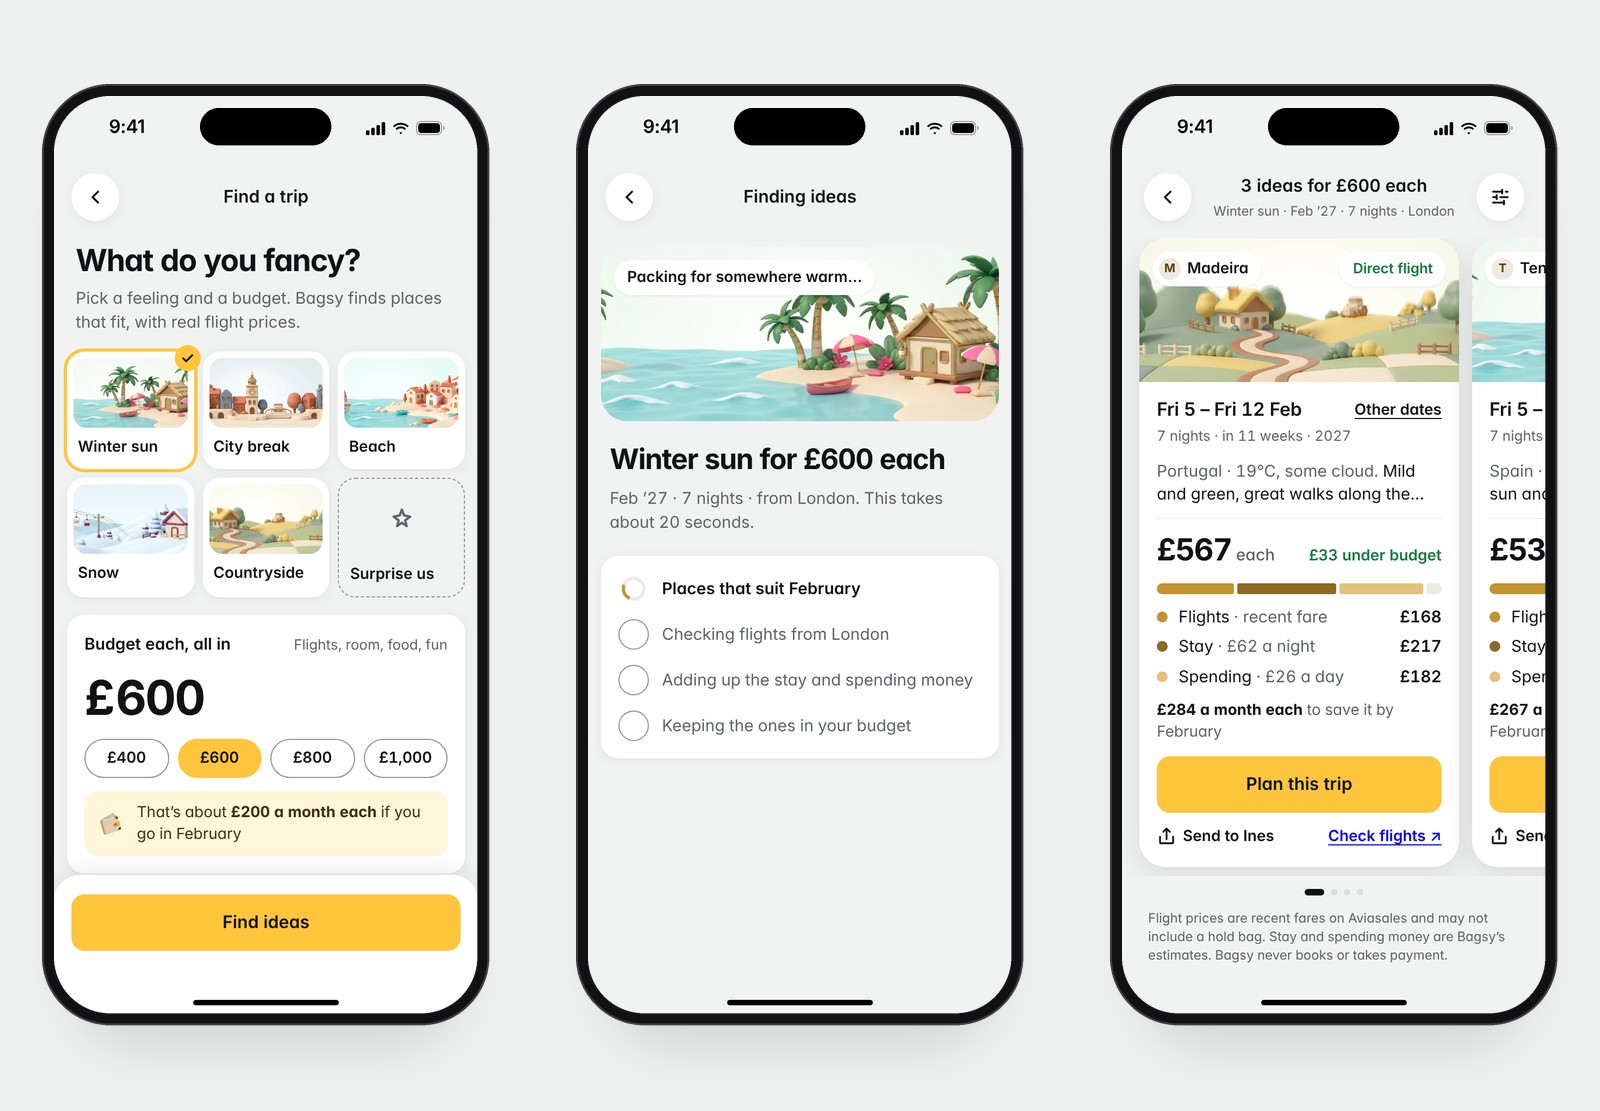 9:41
Find a trip
What do you fancy?
Pick a feeling and a budget. Bagsy finds places
that fit, with real flight prices.
Winter sun
City break
Beach
Snow
Countryside
Surprise us
Budget each, all in
Flights, room, food, fun
£600
£400
£600
£800
£1,000
That’s about £200 a month each if you
go in February
Find ideas
9:41
Finding ideas
Packing for somewhere warm...
Winter sun for £600 each
Feb ’27 · 7 nights · from London. This takes
about 20 seconds.
Places that suit February
Checking flights from London
Adding up the stay and spending money
Keeping the ones in your budget
9:41
3 ideas for £600 each
Winter sun · Feb ’27 · 7 nights · London
M Madeira
Direct flight
Fri 5 – Fri 12 Feb
Other dates
7 nights · in 11 weeks · 2027
Portugal · 19°C, some cloud. Mild
and green, great walks along the...
£567 each
£33 under budget
Flights · recent fare £168
Stay · £62 a night £217
Spending · £26 a day £182
£284 a month each to save it by
February
Plan this trip
Send to Ines
Check flights ↗
T Ten
Fri 5 –
7 nights
Spain ·
sun and
£53
Fligh
Stay
Spen
£267 a
Februar
Send
Flight prices are recent fares on Aviasales and may not
include a hold bag. Stay and spending money are Bagsy’s
estimates. Bagsy never books or takes payment.